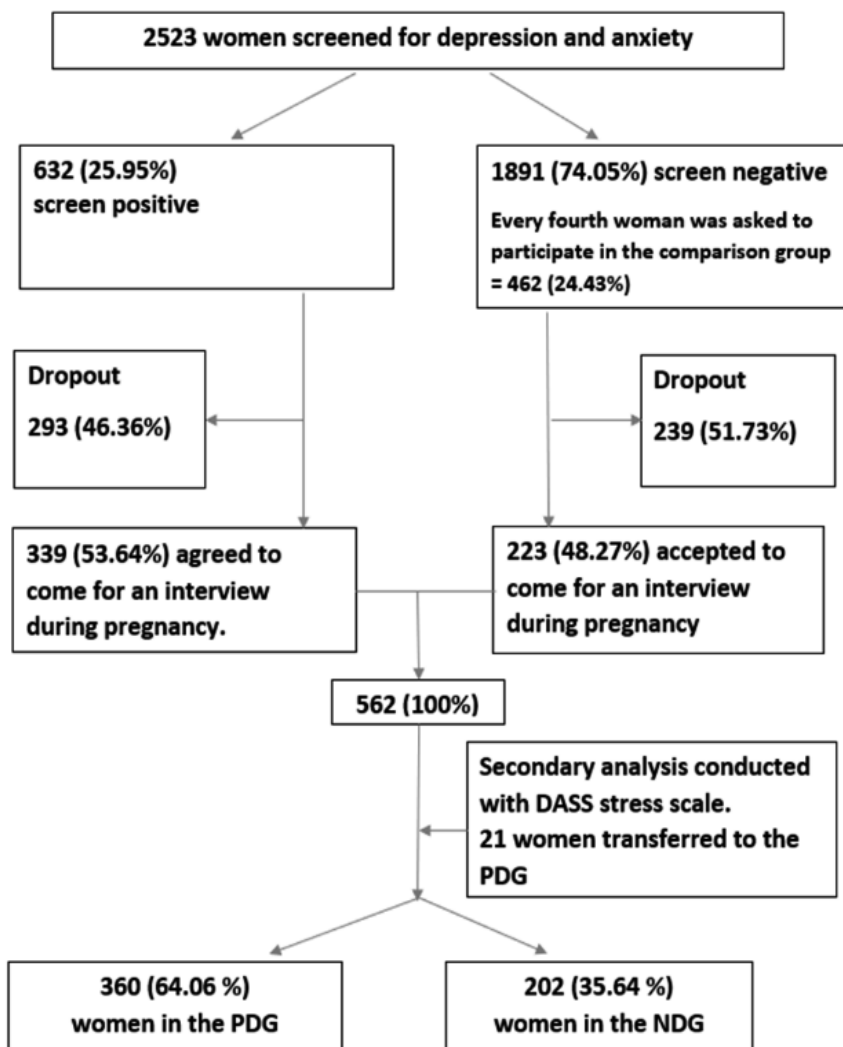 2523 women screened for depression and anxiety
632 (25.95%)
screen positive
1891 (74.05%) screen negative
Every fourth woman was asked to
participate in the comparison group
= 462 (24.43%)
Dropout
293 (46.36%)
Dropout
239 (51.73%)
339 (53.64%) agreed to
come for an interview
during pregnancy.
223 (48.27%) accepted to
come for an interview
during pregnancy
562 (100%)
Secondary analysis conducted
with DASS stress scale.
21 women transferred to the
PDG
360 (64.06 %)
women in the PDG
202 (35.64 %)
women in the NDG